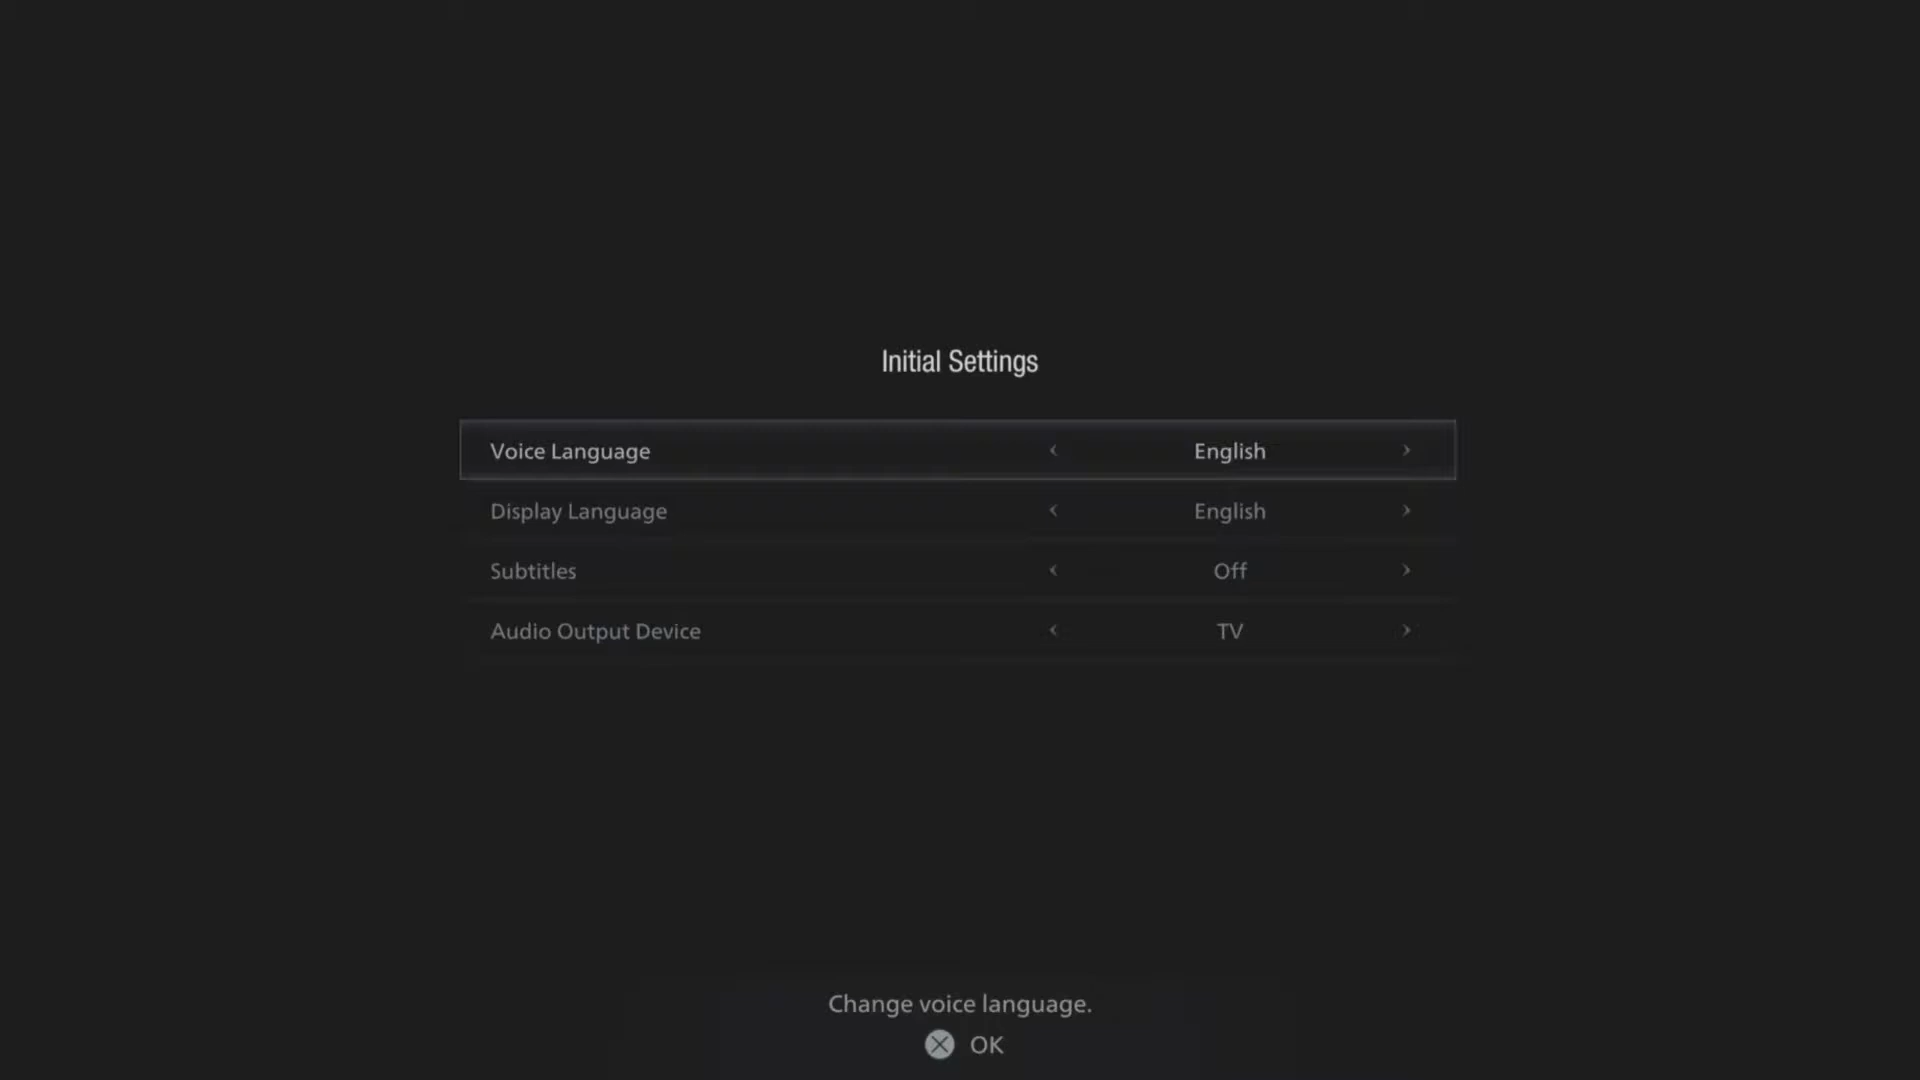 Initial Settings
Voice Language < English >
Display Language < English >
Subtitles < Off >
Audio Output Device < TV >
Change voice language.
OK